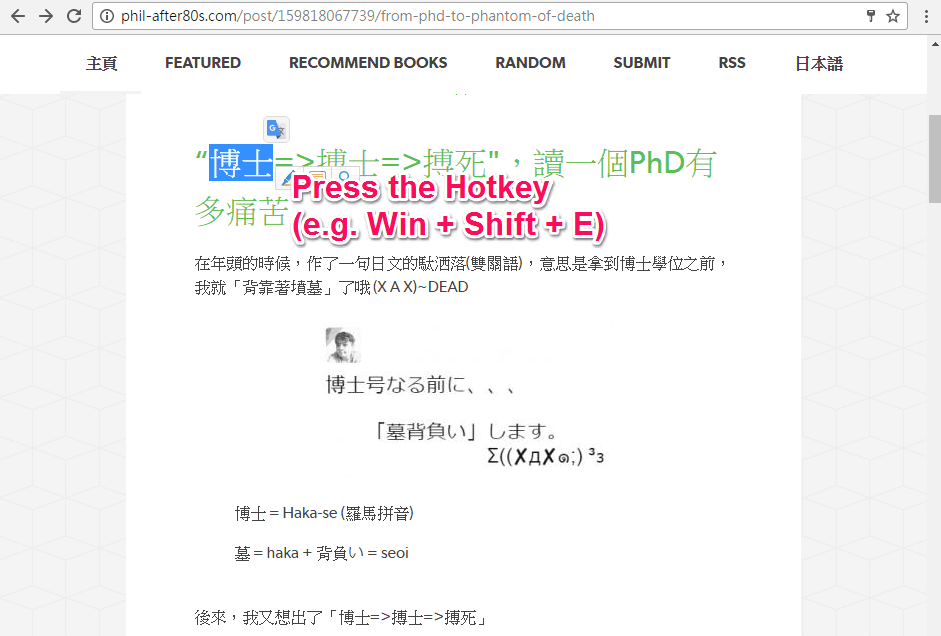 phil-after80s.com/post/159818067739/from-phd-to-phantom-of-death
主頁 FEATURED RECOMMEND BOOKS RANDOM SUBMIT RSS 日本語
“博士=>搏士=>搏死"，讀一個PhD有
多痛苦
Press the Hotkey
(e.g. Win + Shift + E)
在年頭的時候，作了一句日文的馱洒落(雙關語)，意思是拿到博士學位之前，
我就「背靠著墳墓」了哦(X A X)~DEAD
博士号なる前に、、、
「墓背負い」します。
Σ((✘Д✘๑;) ³₃
博士 = Haka-se (羅馬拼音)
墓 = haka + 背負い = seoi
後來，我又想出了「博士=>搏士=>搏死」